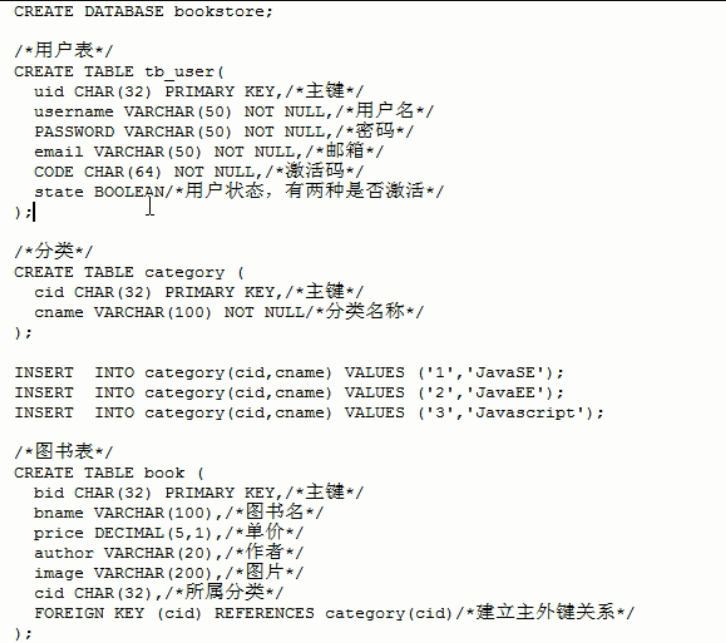 CREATE DATABASE bookstore;
/*用户表*/
CREATE TABLE tb_user(
uid CHAR(32) PRIMARY KEY,/*主键*/
username VARCHAR(50) NOT NULL,/*用户名*/
PASSWORD VARCHAR(50) NOT NULL,/*密码*/
email VARCHAR(50) NOT NULL,/*邮箱*/
CODE CHAR(64) NOT NULL,/*激活码*/
state BOOLEAN/*用户状态，有两种是否激活*/
);
/*分类*/
CREATE TABLE category (
cid CHAR(32) PRIMARY KEY,/*主键*/
cname VARCHAR(100) NOT NULL/*分类名称*/
);
INSERT  INTO category(cid,cname) VALUES ('1','JavaSE');
INSERT  INTO category(cid,cname) VALUES ('2','JavaEE');
INSERT  INTO category(cid,cname) VALUES ('3','Javascript');
/*图书表*/
CREATE TABLE book (
bid CHAR(32) PRIMARY KEY,/*主键*/
bname VARCHAR(100),/*图书名*/
price DECIMAL(5,1),/*单价*/
author VARCHAR(20),/*作者*/
image VARCHAR(200),/*图片*/
cid CHAR(32),/*所属分类*/
FOREIGN KEY (cid) REFERENCES category(cid)/*建立主外键关系*/
);